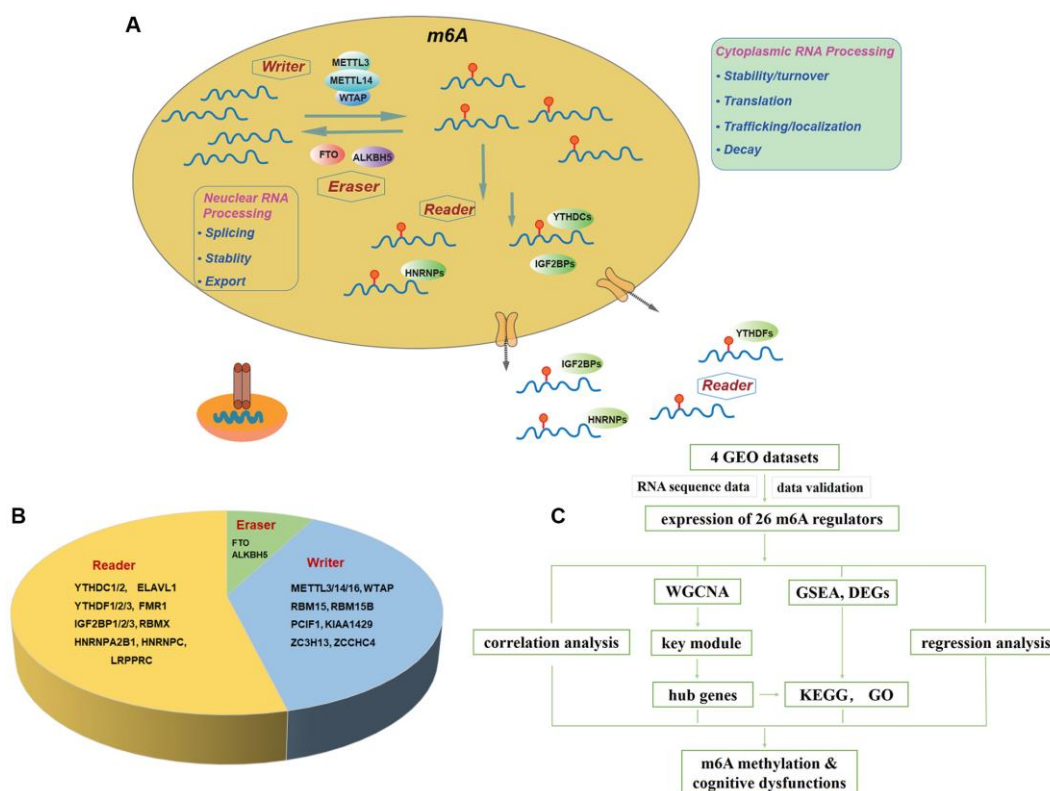 A
m6A
Writer
METTL3
METTL14
WTAP
FTO
ALKBH5
Eraser
Neuclear RNA
Processing
• Splicing
• Stablity
• Export
Reader
HNRNPs
YTHDCs
IGF2BPs
Cytoplasmic RNA Processing
• Stability/turnover
• Translation
• Trafficking/localization
• Decay
IGF2BPs
HNRNPs
YTHDFs
Reader
B
Eraser
FTO
ALKBH5
Reader
YTHDC1/2, ELAVL1
YTHDF1/2/3, FMR1
IGF2BP1/2/3, RBMX
HNRNPA2B1, HNRNPC,
LRPPRC
Writer
METTL3/14/16, WTAP
RBM15, RBM15B
PCIF1, KIAA1429
ZC3H13, ZCCHC4
C
4 GEO datasets
RNA sequence data
data validation
expression of 26 m6A regulators
WGCNA
GSEA, DEGs
correlation analysis
key module
regression analysis
hub genes
KEGG, GO
m6A methylation &
cognitive dysfunctions